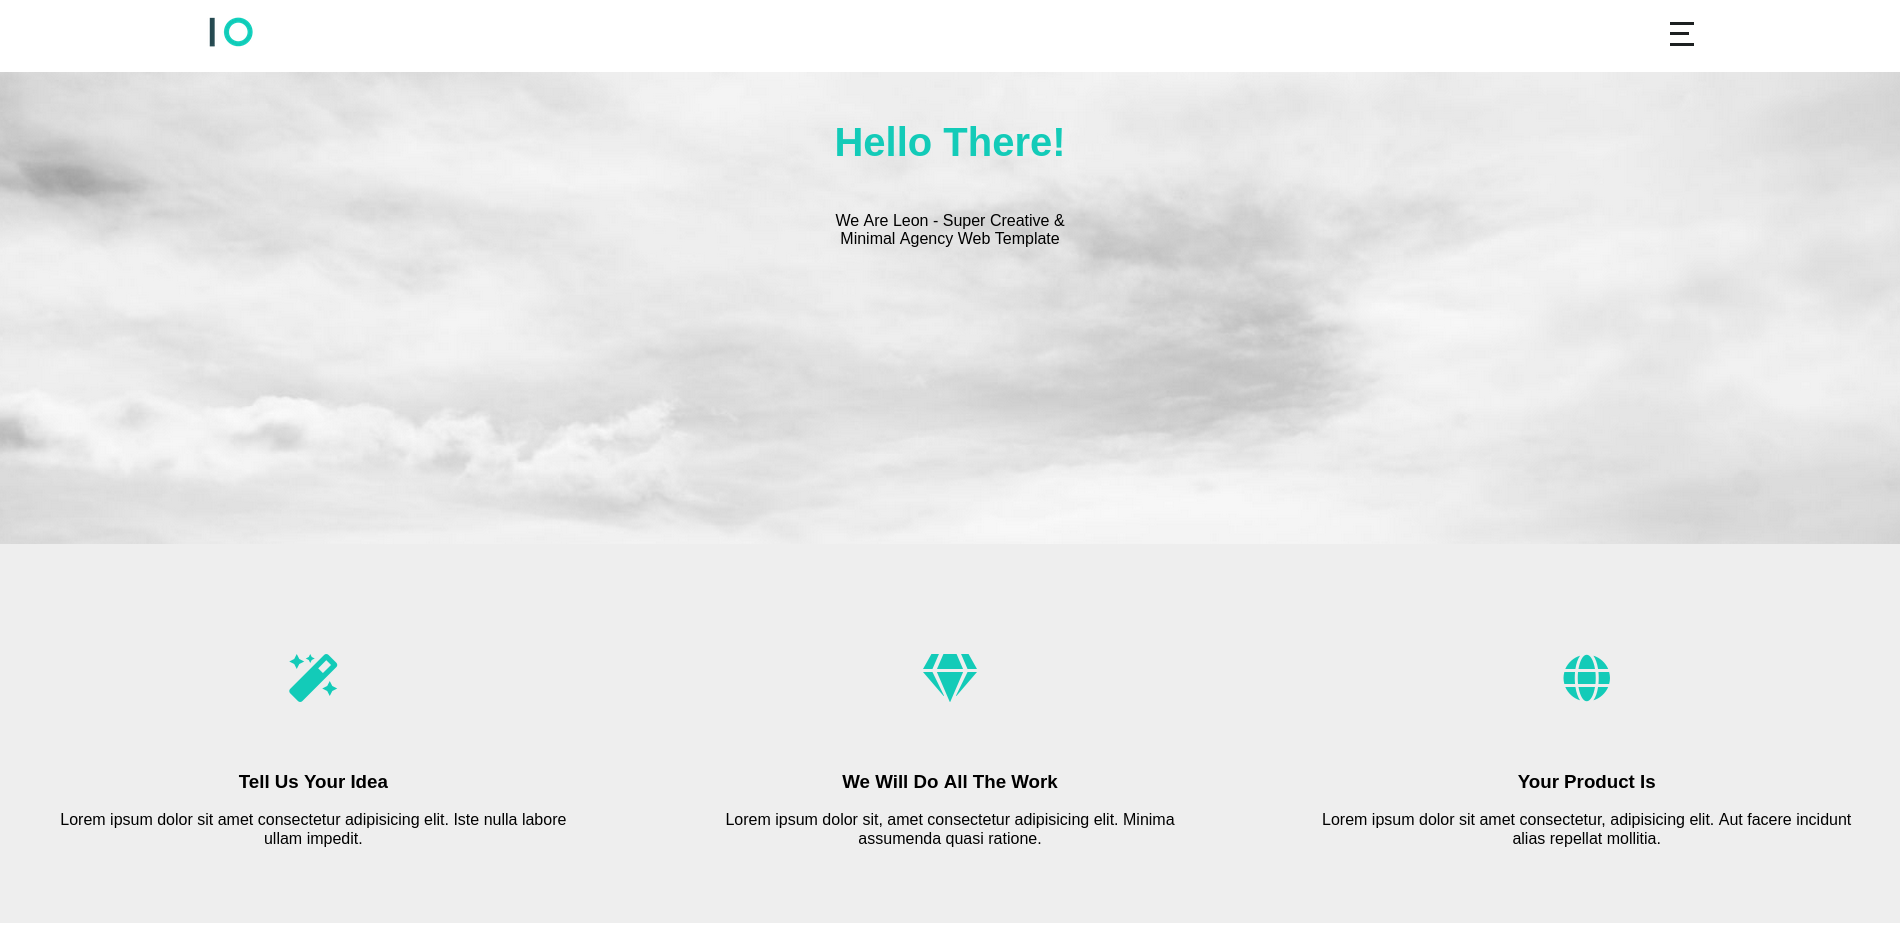 IO
Hello There!
We Are Leon - Super Creative &
Minimal Agency Web Template
Tell Us Your Idea
Lorem ipsum dolor sit amet consectetur adipisicing elit. Iste nulla labore
ullam impedit.
We Will Do All The Work
Lorem ipsum dolor sit, amet consectetur adipisicing elit. Minima
assumenda quasi ratione.
Your Product Is
Lorem ipsum dolor sit amet consectetur, adipisicing elit. Aut facere incidunt
alias repellat mollitia.